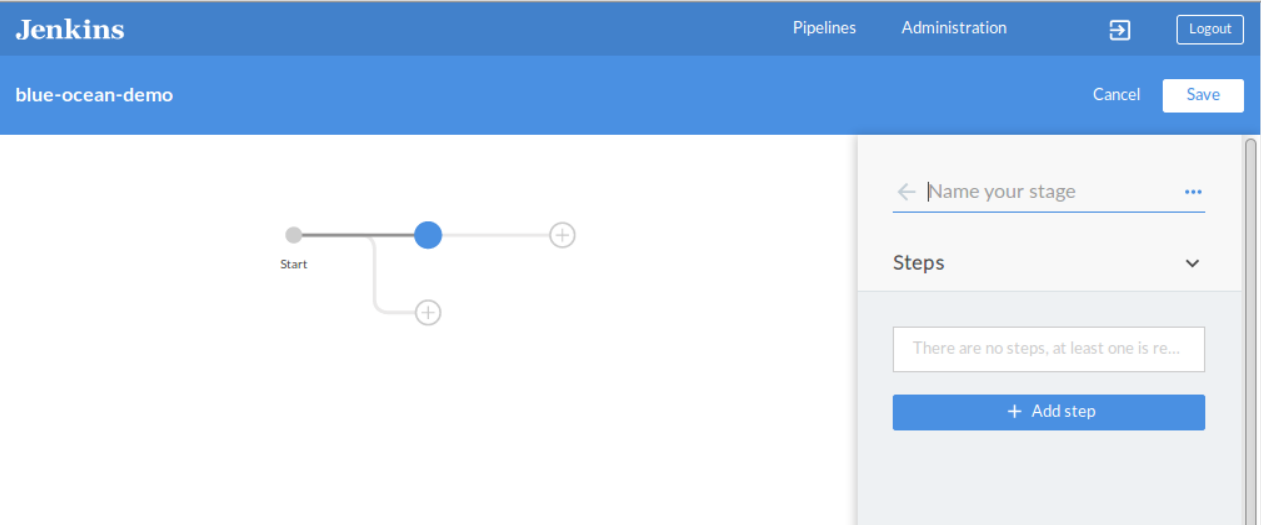 Jenkins
Pipelines
Administration
Logout
blue-ocean-demo
Cancel
Save
Start
Name your stage
Steps
There are no steps, at least one is re...
Add step